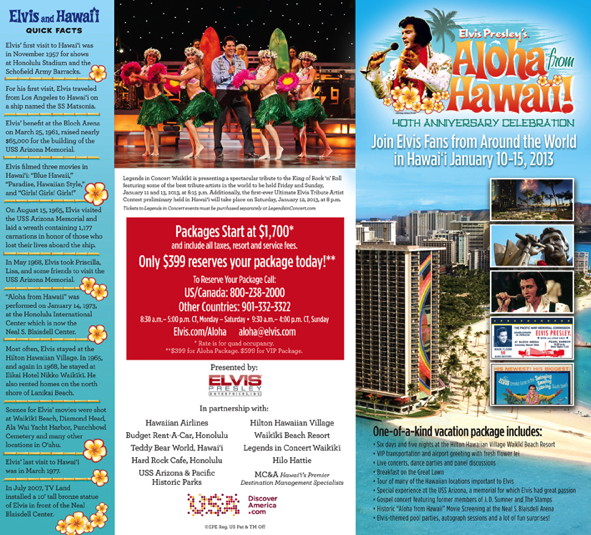 Elvis and Hawai'i
QUICK FACTS
Elvis' first visit to Hawai'i was
in November 1957 for shows
at Honolulu Stadium and the
Schofield Army Barracks.
For his first visit, Elvis traveled
from Los Angeles to Hawai'i on
a ship named the SS Matsonia.
Elvis' benefit at the Bloch Arena
on March 25, 1961, raised nearly
$65,000 for the building of the
USS Arizona Memorial.
Elvis filmed three movies in
Hawai'i: "Blue Hawaii,"
"Paradise, Hawaiian Style,"
and "Girls! Girls! Girls!"
On August 15, 1965, Elvis visited
the USS Arizona Memorial and
laid a wreath containing 1,177
carnations in honor of those who
lost their lives aboard the ship.
In May 1968, Elvis took Priscilla,
Lisa, and some friends to visit the
USS Arizona Memorial.
"Aloha from Hawaii" was
performed on January 14, 1973,
at the Honolulu International
Center which is now the
Neal S. Blaisdell Center.
Most often, Elvis stayed at the
Hilton Hawaiian Village. In 1965,
and again in 1968, he stayed at
Ilikai Hotel Nikko Waikiki. He
also rented homes on the north
shore of Lanikai Beach.
Scenes for Elvis' movies were shot
at Waikiki Beach, Diamond Head,
Ala Wai Yacht Harbor, Punchbowl
Cemetery and many other
locations in O'ahu.
Elvis' last visit to Hawai'i
was in March 1977.
In July 2007, TV Land
installed a 10' tall bronze statue
of Elvis in front of the Neal
Blaisdell Center.
Legends in Concert: Waikiki is presenting a spectacular tribute to the King of Rock 'n' Roll
featuring some of the best tribute artists in the world to be held Friday and Sunday,
January 11 and 13, 2013, at 8:15 p.m. Additionally, the first-ever Ultimate Elvis Tribute Artist
Contest preliminary held in Hawai'i will take place on Saturday, January 12, 2013, at 8 p.m.
Tickets to Legends in Concert events must be purchased separately at LegendsinConcert.com
Packages Start at $1,700*
and include all taxes, resort and service fees.
Only $399 reserves your package today!**
To Reserve Your Package Call:
US/Canada: 800-238-2000
Other Countries: 901-332-3322
8:30 a.m. – 5:00 p.m. CT, Monday – Saturday • 9:30 a.m. – 4:30 p.m. CT, Sunday
Elvis.com/Aloha aloha@elvis.com
* Rate is for quad occupancy.
**$399 for Aloha Package. $599 for VIP Package.
Presented by:
ELVIS
PRESLEY
ENTERPRISES, INC.
In partnership with:
Hawaiian Airlines
Budget Rent-A-Car, Honolulu
Teddy Bear World, Hawai'i
Hard Rock Cafe, Honolulu
USS Arizona & Pacific
Historic Parks
Hilton Hawaiian Village
Waikiki Beach Resort
Legends in Concert Waikiki
Hilo Hattie
MC&A Hawai'i's Premier
Destination Management Specialists
USA
Discover
America
.com
©EPE Reg. US Pat & TM Off
Elvis Presley's
Aloha from
Hawaii!
40TH ANNIVERSARY CELEBRATION
Join Elvis Fans from Around the World
in Hawai'i January 10-15, 2013
ELVIS PRESLEY
HIS NEWEST! HIS BIGGEST!
One-of-a-kind vacation package includes:
• Six days and five nights at the Hilton Hawaiian Village Waikiki Beach Resort
• VIP transportation and airport greeting with fresh flower lei
• Live concerts, dance parties and panel discussions
• Breakfast on the Great Lawn
• Tour of many of the Hawaiian locations important to Elvis
• Special experience at the USS Arizona, a memorial for which Elvis had great passion
• Gospel concert featuring former members of J.D. Sumner and The Stamps
• Historic "Aloha from Hawaii" Movie Screening at the Neal S. Blaisdell Arena
• Elvis-themed pool parties, autograph sessions and a lot of fun surprises!